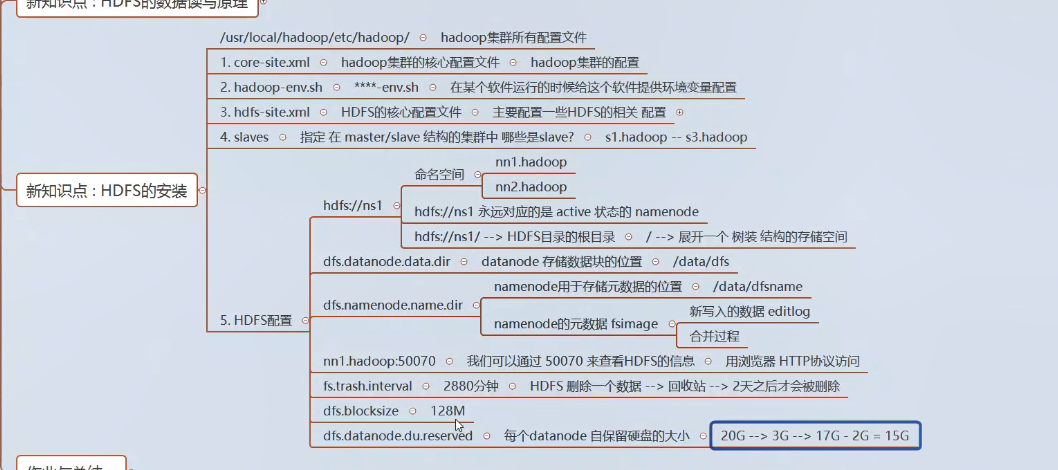 新知识点：HDFS的数据读与原理
/usr/local/hadoop/etc/hadoop/ hadoop集群所有配置文件
1. core-site.xml hadoop集群的核心配置文件 hadoop集群的配置
2. hadoop-env.sh ****-env.sh 在某个软件运行的时候给这个软件提供环境变量配置
3. hdfs-site.xml HDFS的核心配置文件 主要配置一些HDFS的相关 配置
4. slaves 指定 在 master/slave 结构的集群中 哪些是slave? s1.hadoop -- s3.hadoop
新知识点：HDFS的安装
5. HDFS配置
hdfs://ns1
命名空间
nn1.hadoop
nn2.hadoop
hdfs://ns1 永远对应的是 active 状态的 namenode
hdfs://ns1/ --> HDFS目录的根目录 / --> 展开一个 树装 结构的存储空间
dfs.datanode.data.dir datanode 存储数据块的位置 /data/dfs
dfs.namenode.name.dir
namenode用于存储元数据的位置 /data/dfsname
namenode的元数据 fsimage
新写入的数据 editlog
合并过程
nn1.hadoop:50070 我们可以通过 50070 来查看HDFS的信息 用浏览器 HTTP协议访问
fs.trash.interval 2880分钟 HDFS 删除一个数据 --> 回收站 --> 2天之后才会被删除
dfs.blocksize 128M
dfs.datanode.du.reserved 每个datanode 自保留硬盘的大小 20G --> 3G --> 17G - 2G = 15G
作业与总结